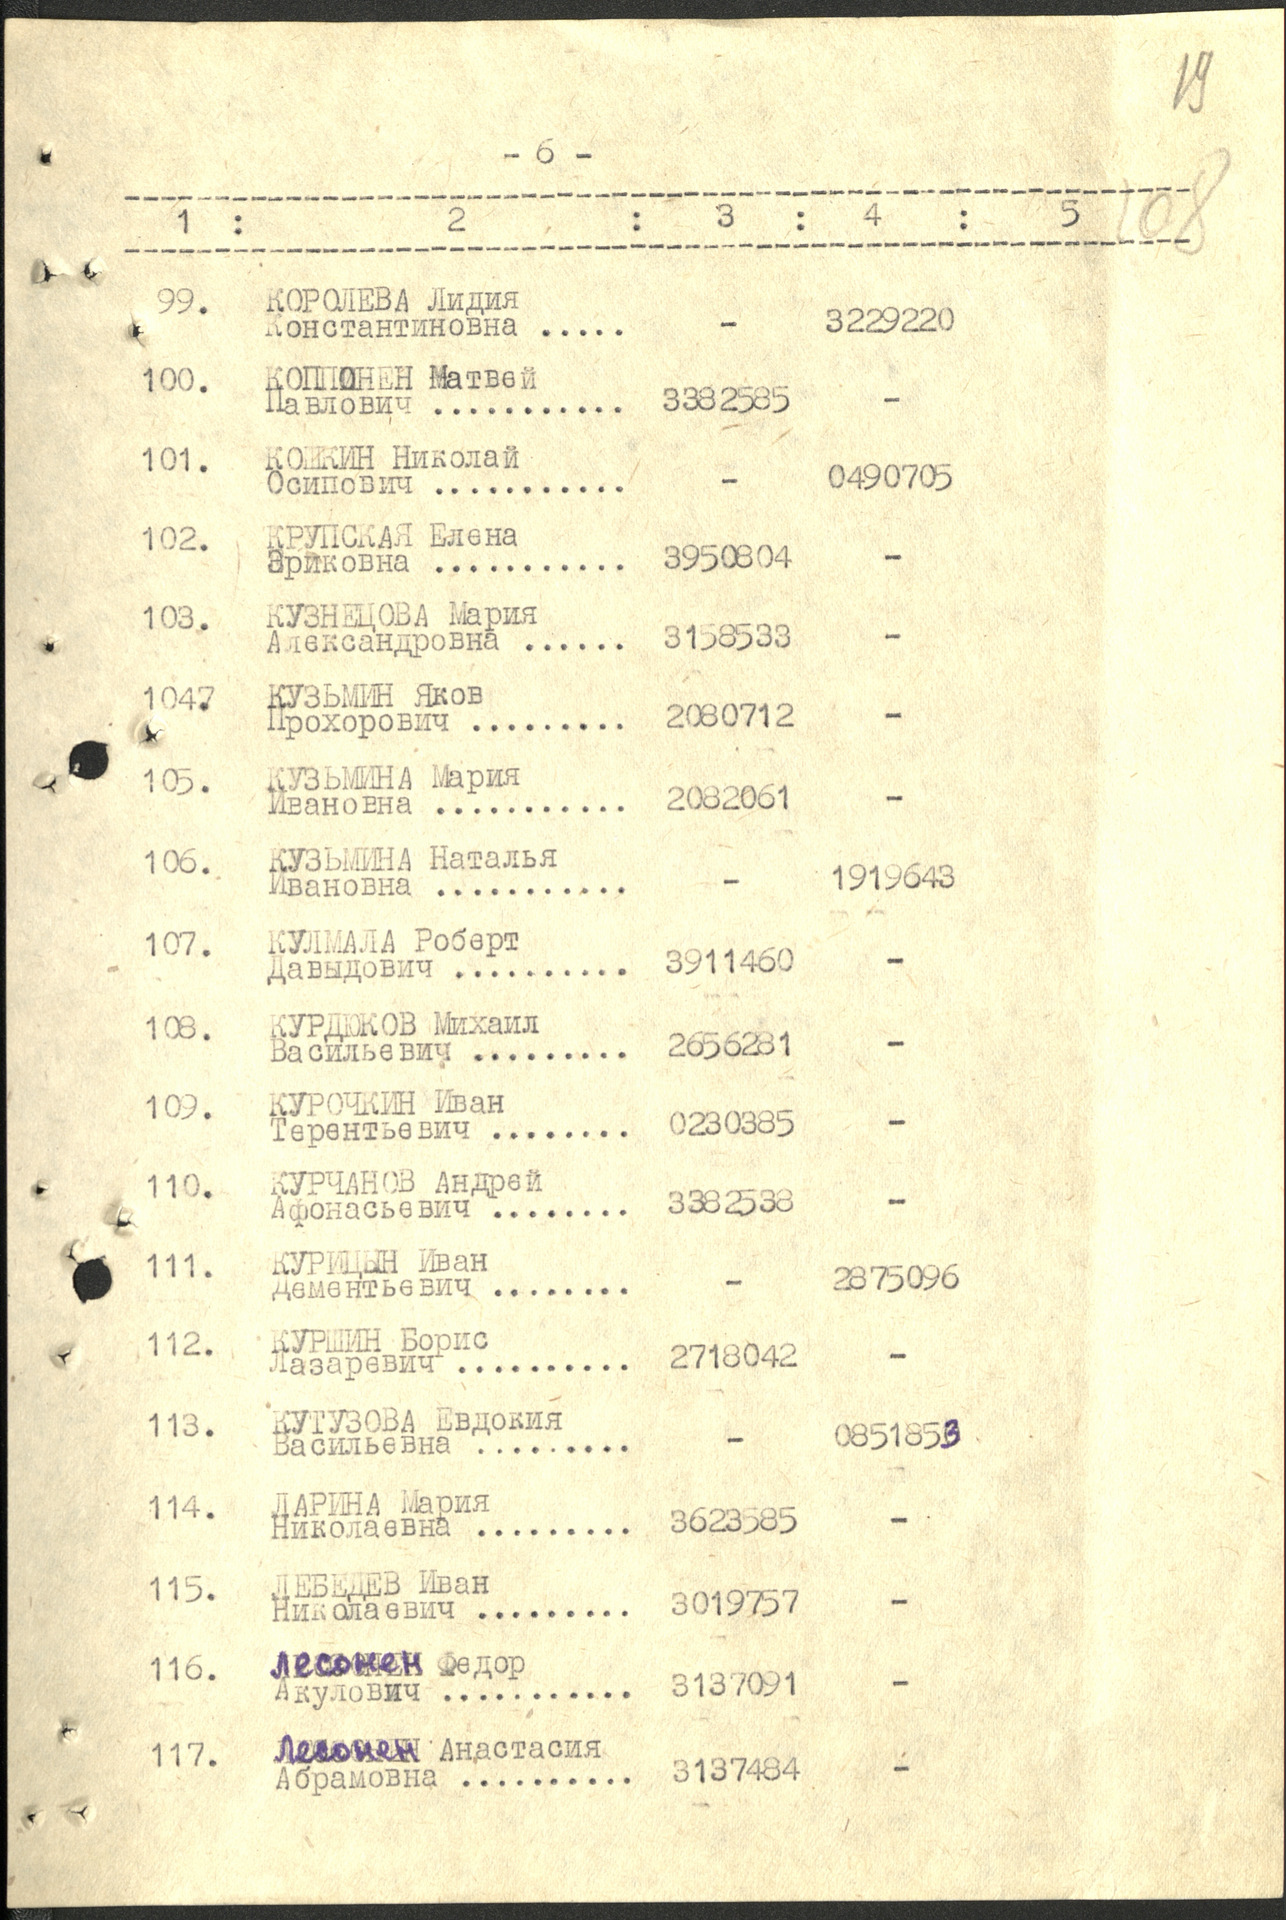 19
- 6 -
108
1 : 2 : 3 : 4 : 5
99. КОРОЛЕВА Лидия
Константиновна ..... - 3229220
100. КОППОНЕН Матвей
Павлович ........... 3382585 -
101. КОШКИН Николай
Осипович ........... - 0490705
102. КРУПСКАЯ Елена
Эриковна ........... 3950804 -
103. КУЗНЕЦОВА Мария
Александровна ...... 3158533 -
104. КУЗЬМИН Яков
Прохорович ......... 2080712 -
105. КУЗЬМИНА Мария
Ивановна ........... 2082061 -
106. КУЗЬМИНА Наталья
Ивановна ........... - 1919643
107. КУЛМАЛА Роберт
Давыдович .......... 3911460 -
108. КУРДЮКОВ Михаил
Васильевич ......... 2656281 -
109. КУРОЧКИН Иван
Терентьевич ........ 0230385 -
110. КУРЧАНОВ Андрей
Афонасьевич ........ 3382538 -
111. КУРИЦЫН Иван
Дементьевич ........ - 2875096
112. КУРШИН Борис
Лазаревич .......... 2718042 -
113. КУТУЗОВА Евдокия
Васильевна ......... - 0851853
114. ЛАРИНА Мария
Николаевна ......... 3623585 -
115. ЛЕБЕДЕВ Иван
Николаевич ......... 3019757 -
116. Лесонен Федор
Акулович ........... 3137091 -
117. Лесонен Анастасия
Абрамовна .......... 3137484 -